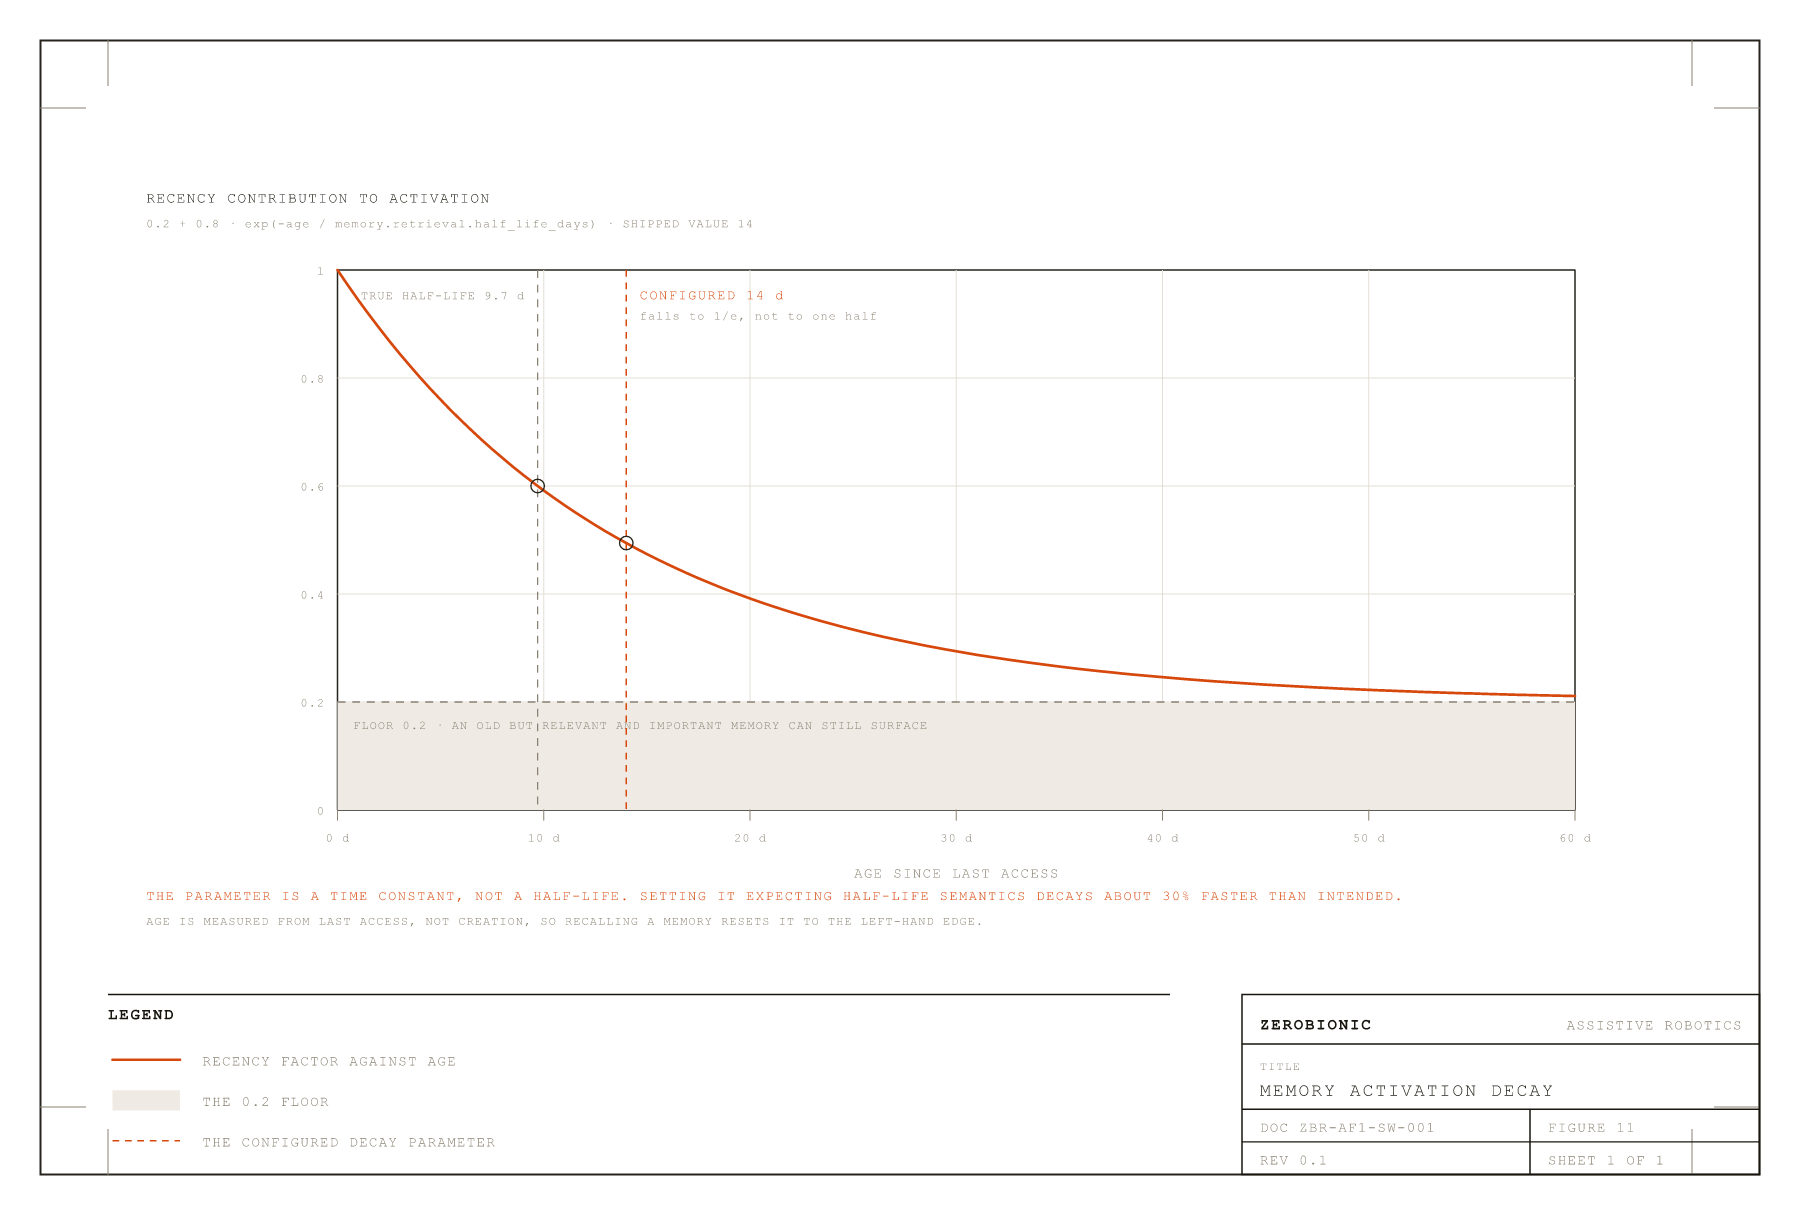 RECENCY CONTRIBUTION TO ACTIVATION
0.2 + 0.8 · exp(-age / memory.retrieval.half_life_days) · SHIPPED VALUE 14
1
TRUE HALF-LIFE 9.7 d
CONFIGURED 14 d
falls to 1/e, not to one half
0.8
0.6
0.4
0.2
FLOOR 0.2 · AN OLD BUT RELEVANT AND IMPORTANT MEMORY CAN STILL SURFACE
0
0 d 10 d 20 d 30 d 40 d 50 d 60 d
AGE SINCE LAST ACCESS
THE PARAMETER IS A TIME CONSTANT, NOT A HALF-LIFE. SETTING IT EXPECTING HALF-LIFE SEMANTICS DECAYS ABOUT 30% FASTER THAN INTENDED.
AGE IS MEASURED FROM LAST ACCESS, NOT CREATION, SO RECALLING A MEMORY RESETS IT TO THE LEFT-HAND EDGE.
LEGEND
RECENCY FACTOR AGAINST AGE
THE 0.2 FLOOR
THE CONFIGURED DECAY PARAMETER
ZEROBIONIC ASSISTIVE ROBOTICS
TITLE
MEMORY ACTIVATION DECAY
DOC ZBR-AF1-SW-001 FIGURE 11
REV 0.1 SHEET 1 OF 1